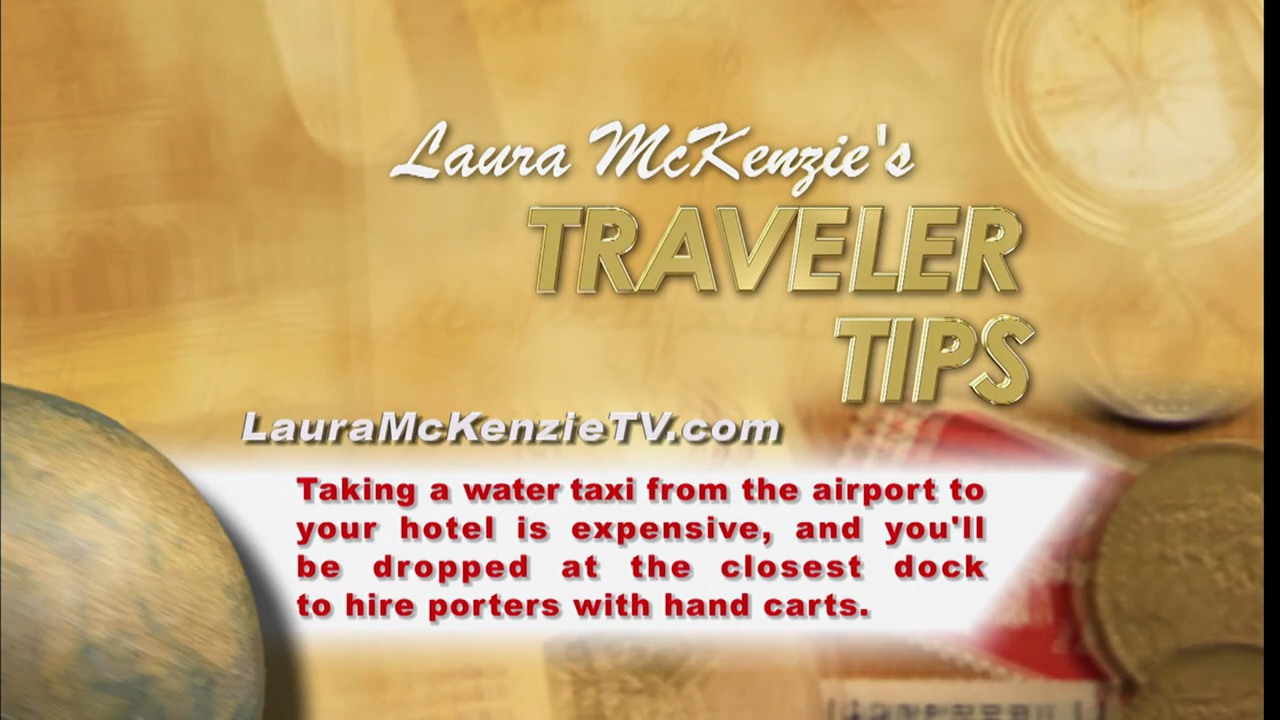 Laura McKenzie's
TRAVELER
TIPS
LauraMcKenzieTV.com
Taking a water taxi from the airport to
your hotel is expensive, and you'll
be dropped at the closest dock
to hire porters with hand carts.